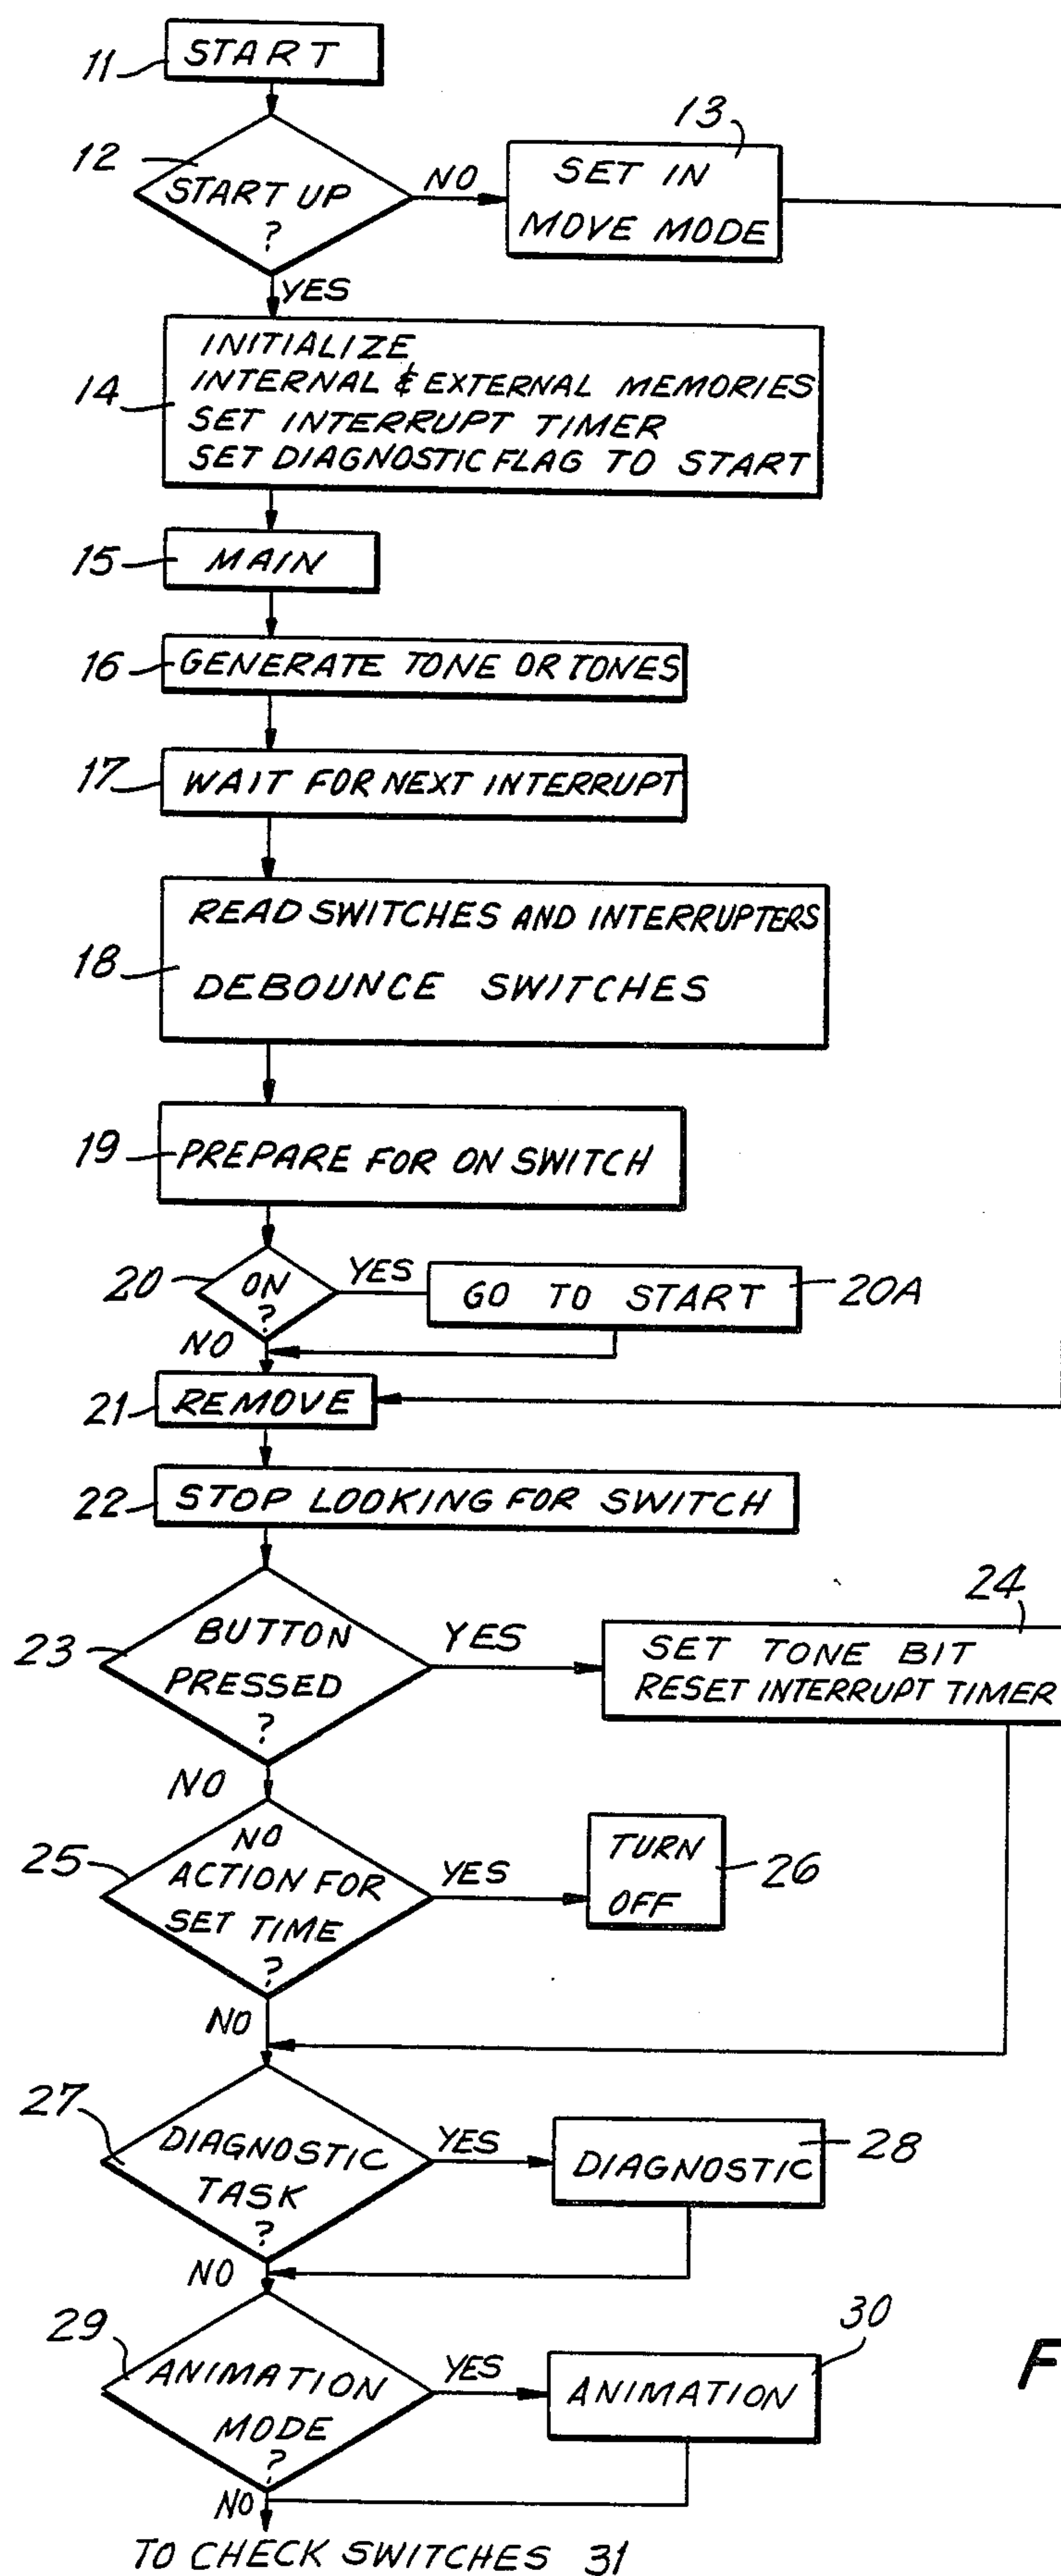 11
START
12
START UP
?
NO
13
SET IN
MOVE MODE
YES
14
INITIALIZE
INTERNAL & EXTERNAL MEMORIES
SET INTERRUPT TIMER
SET DIAGNOSTIC FLAG TO START
15
MAIN
16
GENERATE TONE OR TONES
17
WAIT FOR NEXT INTERRUPT
18
READ SWITCHES AND INTERRUPTERS
DEBOUNCE SWITCHES
19
PREPARE FOR ON SWITCH
20
ON
?
YES
GO TO START
20A
NO
21
REMOVE
22
STOP LOOKING FOR SWITCH
23
BUTTON
PRESSED
?
YES
24
SET TONE BIT
RESET INTERRUPT TIMER
NO
25
NO
ACTION FOR
SET TIME
?
YES
TURN
OFF
26
NO
27
DIAGNOSTIC
TASK
?
YES
DIAGNOSTIC
28
NO
29
ANIMATION
MODE
?
YES
ANIMATION
30
NO
F
TO CHECK SWITCHES 31